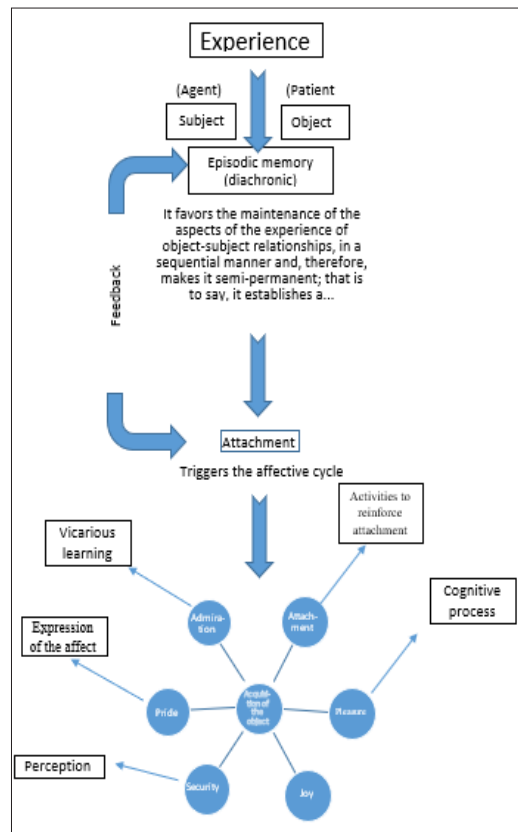 Experience
(Agent)
(Patient
Subject
Object
Episodic memory
(diachronic)
It favors the maintenance of the
aspects of the experience of
object-subject relationships, in a
sequential manner and, therefore,
makes it semi-permanent; that is
to say, it establishes a...
Feedback
Attachment
Triggers the affective cycle
Activities to
reinforce
attachment
Vicarious
learning
Cognitive
process
Admira-
tion
Attach-
ment
Expression
of the affect
Pride
Acquisi-
tion of
the
object
Pleasure
Perception
Security
Joy